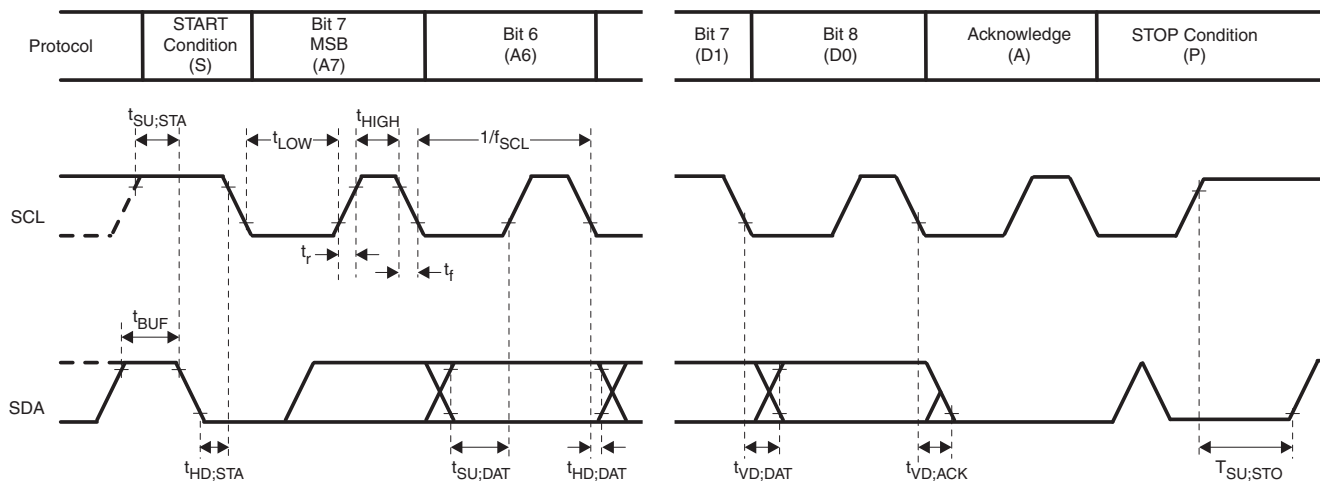 Protocol
START
Condition
(S)
Bit 7
MSB
(A7)
Bit 6
(A6)
Bit 7
(D1)
Bit 8
(D0)
Acknowledge
(A)
STOP Condition
(P)
tSU;STA
tLOW
tHIGH
1/fSCL
SCL
tr
tf
tBUF
SDA
tHD;STA
tSU;DAT
tHD;DAT
tVD;DAT
tVD;ACK
TSU;STO